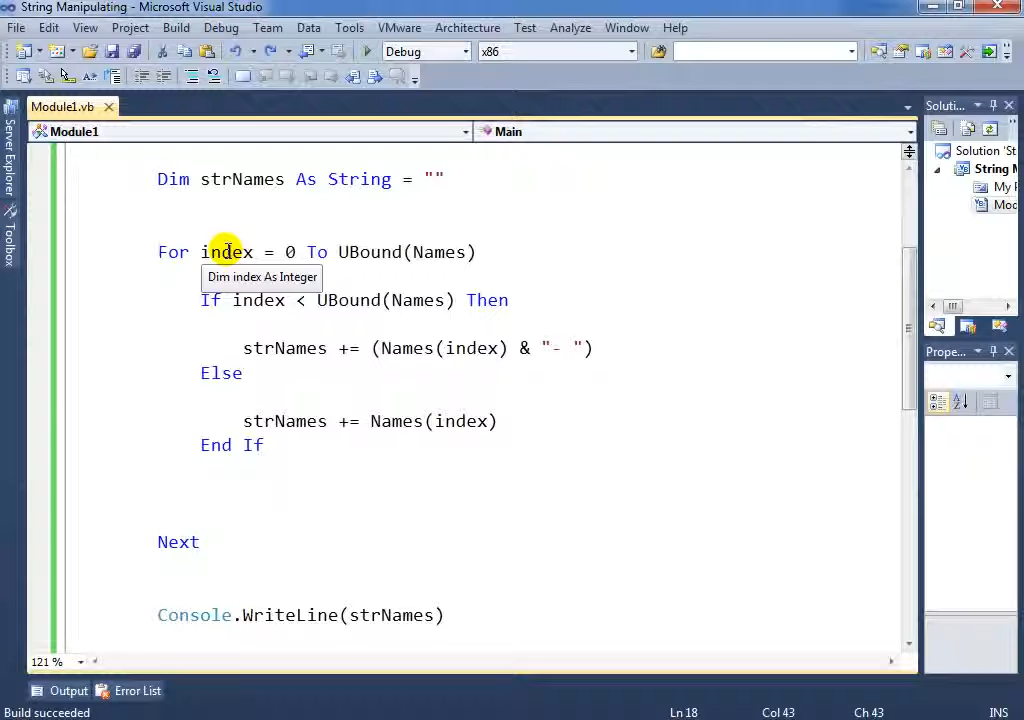 String Manipulating - Microsoft Visual Studio
File Edit View Project Build Debug Team Data Tools VMware Architecture Test Analyze Window Help
Debug x86
Module1.vb
Soluti...
Module1 Main
Server Explorer
Toolbox
Solution 'St
String M
My P
Mod
Dim strNames As String = ""
For index = 0 To UBound(Names)
Dim index As Integer
If index < UBound(Names) Then
strNames += (Names(index) & "- ")
Else
strNames += Names(index)
End If
Next
Console.WriteLine(strNames)
Prope...
121 %
Output Error List
Build succeeded Ln 18 Col 43 Ch 43 INS